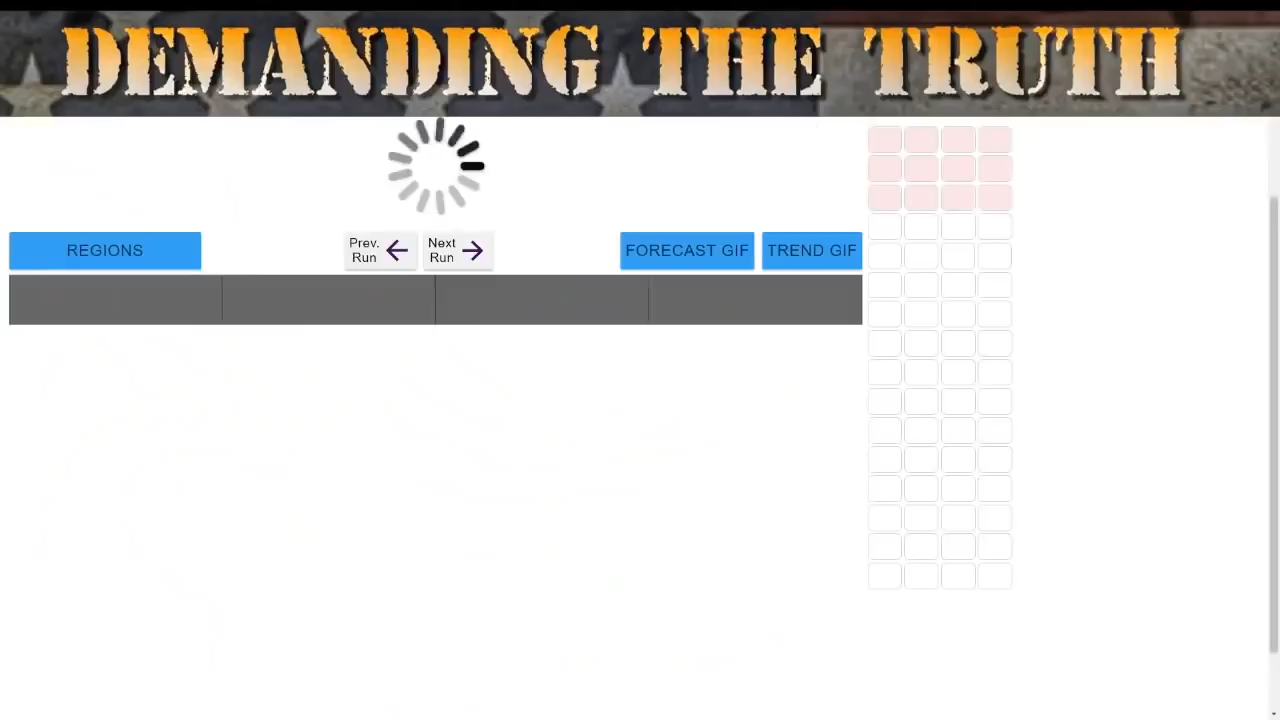 DEMANDING THE TRUTH
REGIONS
Prev.
Run
Next
Run
FORECAST GIF
TREND GIF